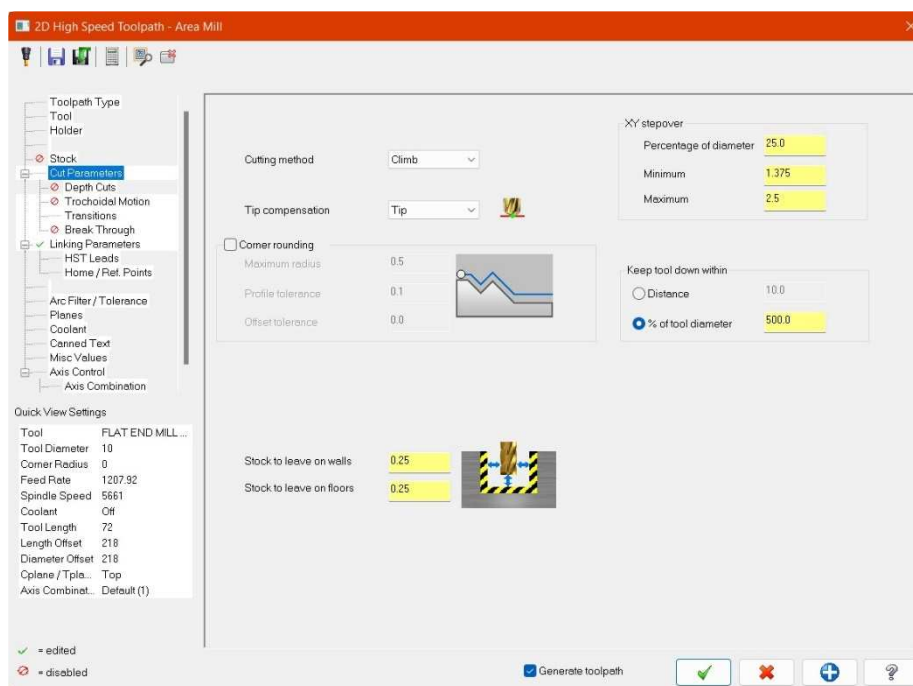 2D High Speed Toolpath - Area Mill
Toolpath Type
Tool
Holder
Stock
Cut Parameters
Depth Cuts
Trochoidal Motion
Transitions
Break Through
Linking Parameters
HST Leads
Home / Ref. Points
Arc Filter / Tolerance
Planes
Coolant
Canned Text
Misc Values
Axis Control
Axis Combination
Quick View Settings
Tool FLAT END MILL ...
Tool Diameter 10
Corner Radius 0
Feed Rate 1207.92
Spindle Speed 5661
Coolant Off
Tool Length 72
Length Offset 218
Diameter Offset 218
Cplane / Tpla... Top
Axis Combinat... Default (1)
= edited
= disabled
Cutting method Climb
Tip compensation Tip
Corner rounding
Maximum radius 0.5
Profile tolerance 0.1
Offset tolerance 0.0
Stock to leave on walls 0.25
Stock to leave on floors 0.25
XY stepover
Percentage of diameter 25.0
Minimum 1.375
Maximum 2.5
Keep tool down within
Distance 10.0
% of tool diameter 500.0
Generate toolpath